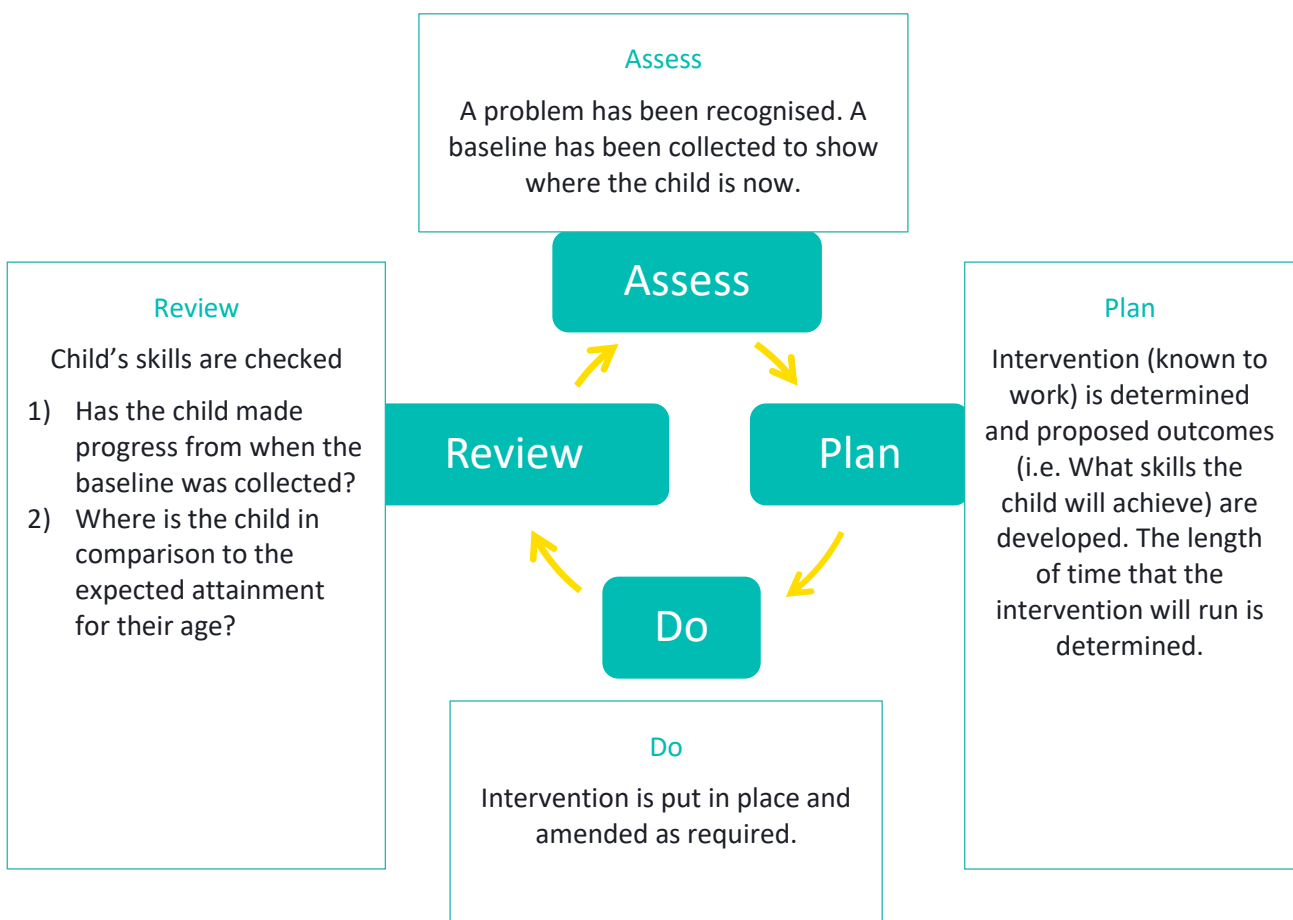 Assess
A problem has been recognised. A
baseline has been collected to show
where the child is now.
Assess
Review
Child’s skills are checked
1) Has the child made
progress from when the
baseline was collected?
2) Where is the child in
comparison to the
expected attainment
for their age?
Review
Plan
Plan
Intervention (known to
work) is determined
and proposed outcomes
(i.e. What skills the
child will achieve) are
developed. The length
of time that the
intervention will run is
determined.
Do
Do
Intervention is put in place and
amended as required.